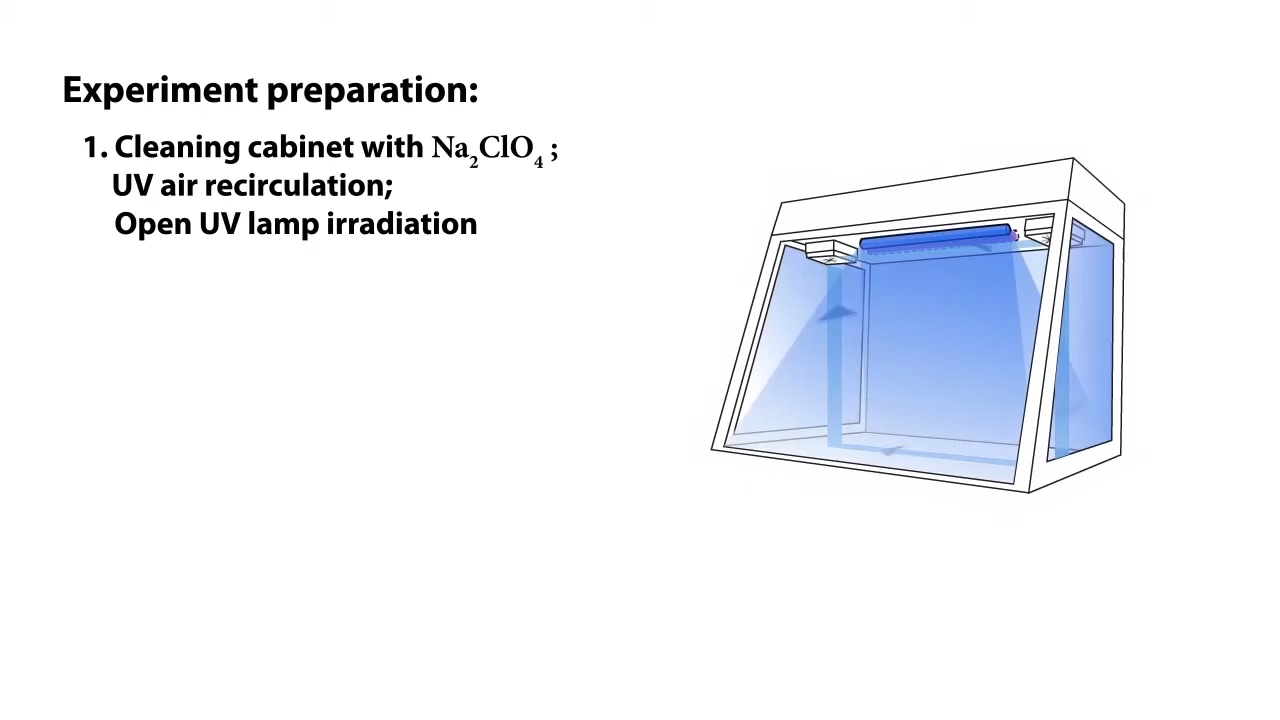 Experiment preparation:
1. Cleaning cabinet with Na₂ClO₄ ;
UV air recirculation;
Open UV lamp irradiation